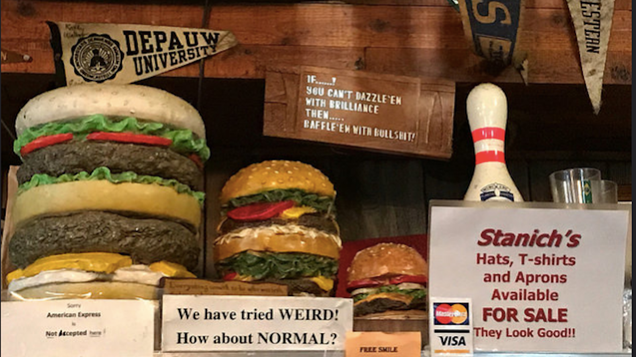 DEPAUW
UNIVERSITY
S
ESTERN
IF......!
YOU CAN'T DAZZLE'EM
WITH BRILLIANCE
THEN.....
BAFFLE'EM WITH BULLSHIT!
Stanich's
Hats, T-shirts
and Aprons
Available
FOR SALE
They Look Good!!
MasterCard
VISA
Sorry
American Express
Is
Not Accepted here!
We have tried WEIRD!
How about NORMAL?
FREE SMILE